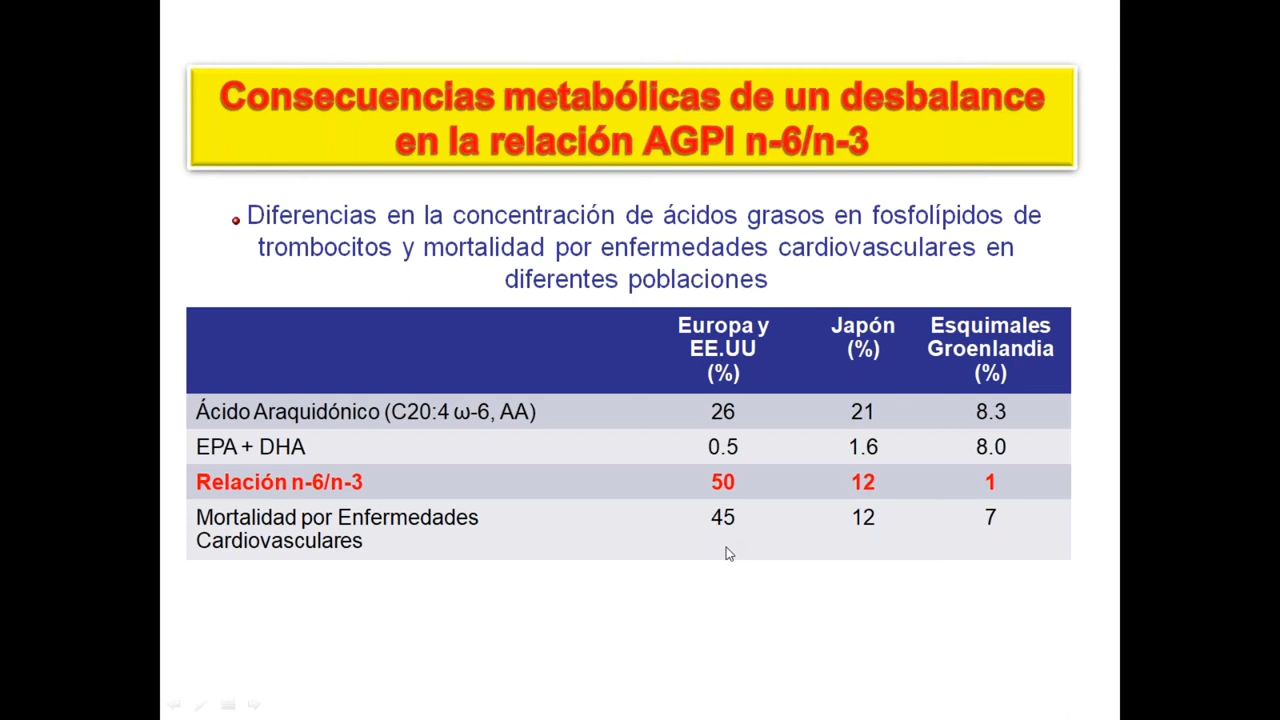 Consecuencias metabólicas de un desbalance
en la relación AGPI n-6/n-3
Diferencias en la concentración de ácidos grasos en fosfolípidos de
trombocitos y mortalidad por enfermedades cardiovasculares en
diferentes poblaciones
Europa y EE.UU (%) Japón (%) Esquimales Groenlandia (%)
Ácido Araquidónico (C20:4 ω-6, AA) 26 21 8.3
EPA + DHA 0.5 1.6 8.0
Relación n-6/n-3 50 12 1
Mortalidad por Enfermedades 45 12 7
Cardiovasculares